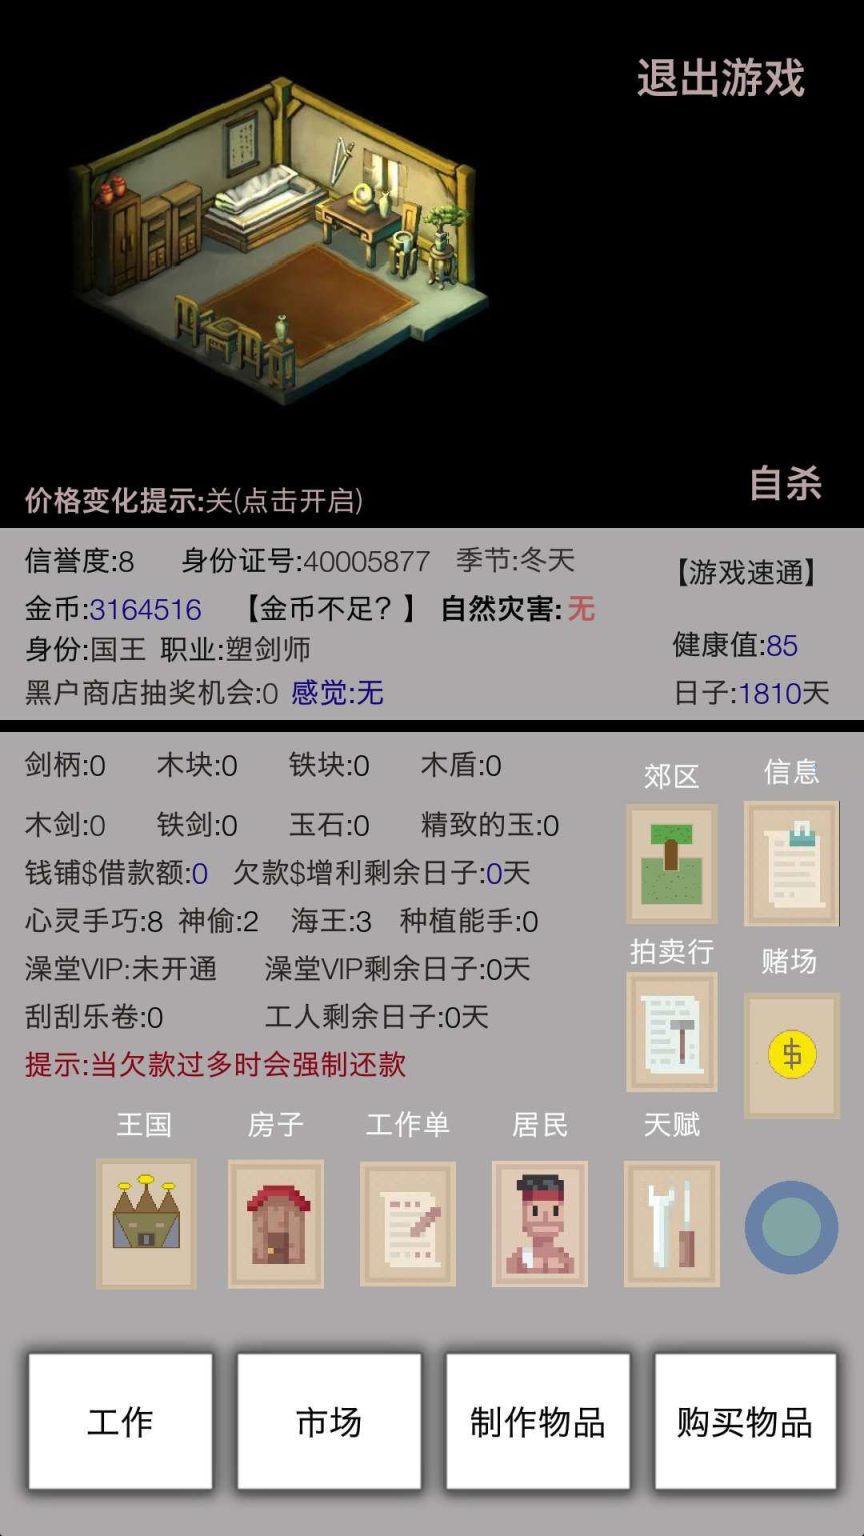 退出游戏
自杀
价格变化提示:关(点击开启)
信誉度:8 身份证号:40005877 季节:冬天
【游戏速通】
金币:3164516 【金币不足？】 自然灾害:无
身份:国王 职业:塑剑师
健康值:85
黑户商店抽奖机会:0 感觉:无
日子:1810天
剑柄:0 木块:0 铁块:0 木盾:0
郊区 信息
木剑:0 铁剑:0 玉石:0 精致的玉:0
钱铺$借款额:0 欠款$增利剩余日子:0天
心灵手巧:8 神偷:2 海王:3 种植能手:0
拍卖行 赌场
澡堂VIP:未开通 澡堂VIP剩余日子:0天
刮刮乐卷:0 工人剩余日子:0天
$
提示:当欠款过多时会强制还款
王国 房子 工作单 居民 天赋
工作 市场 制作物品 购买物品